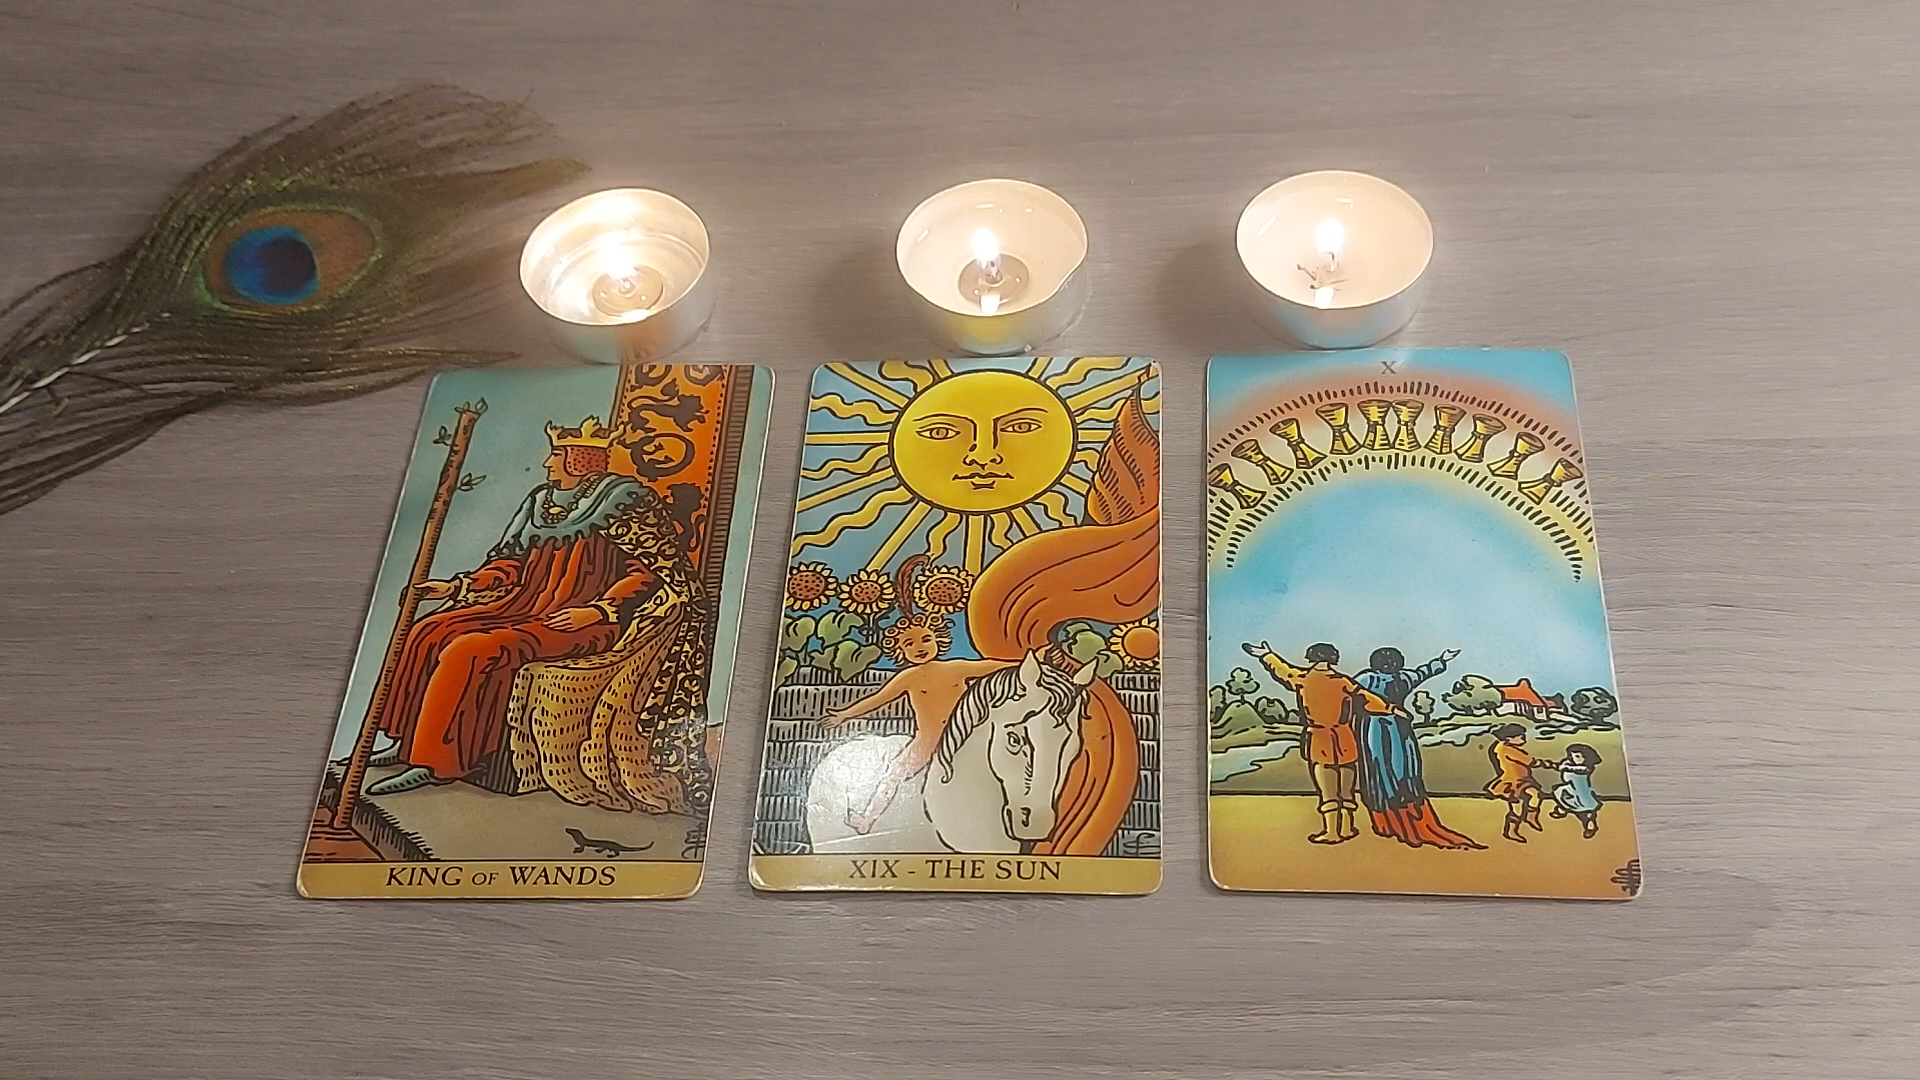 KING OF WANDS
XIX - THE SUN
X